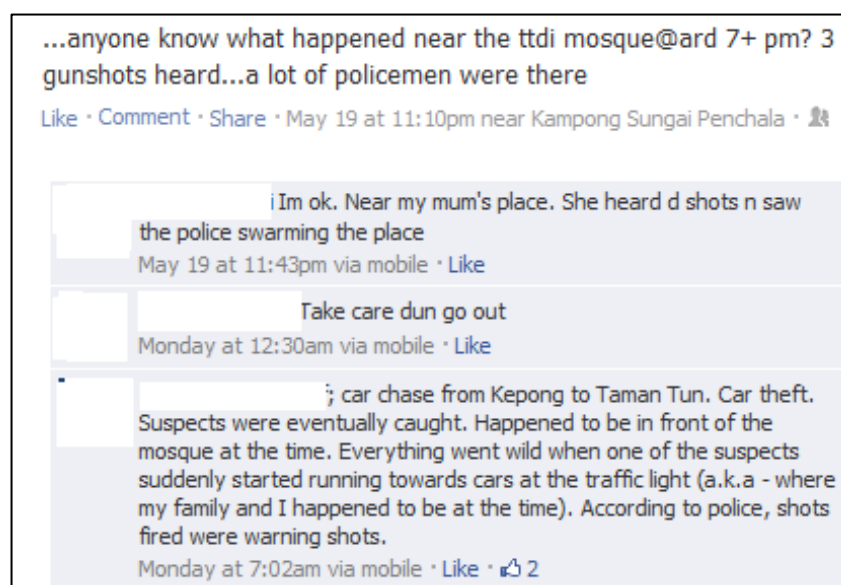 ...anyone know what happened near the ttdi mosque@ard 7+ pm? 3
gunshots heard...a lot of policemen were there
Like · Comment · Share · May 19 at 11:10pm near Kampong Sungai Penchala ·
Im ok. Near my mum's place. She heard d shots n saw
the police swarming the place
May 19 at 11:43pm via mobile · Like
Take care dun go out
Monday at 12:30am via mobile · Like
; car chase from Kepong to Taman Tun. Car theft.
Suspects were eventually caught. Happened to be in front of the
mosque at the time. Everything went wild when one of the suspects
suddenly started running towards cars at the traffic light (a.k.a - where
my family and I happened to be at the time). According to police, shots
fired were warning shots.
Monday at 7:02am via mobile · Like · 2